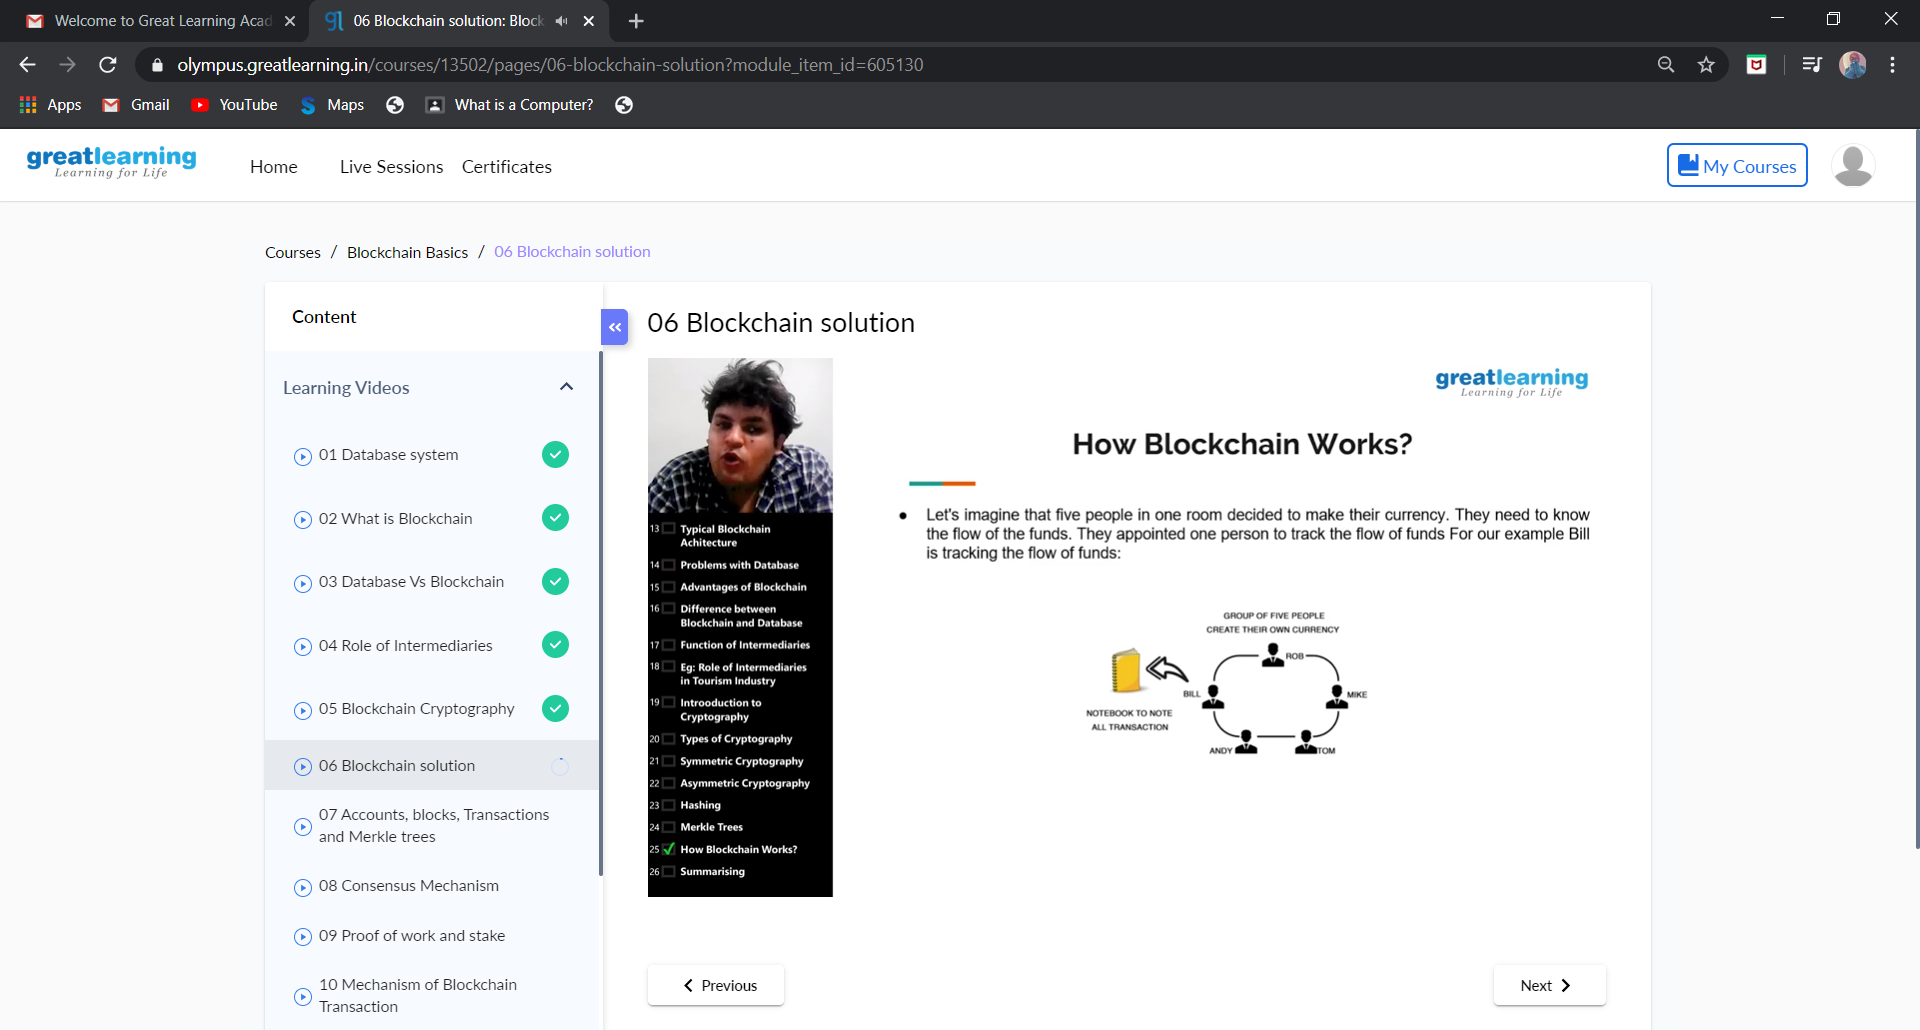 Welcome to Great Learning Acad
06 Blockchain solution: Block
olympus.greatlearning.in/courses/13502/pages/06-blockchain-solution?module_item_id=605130
Apps Gmail YouTube Maps What is a Computer?
greatlearning
Learning for Life
Home Live Sessions Certificates
My Courses
Courses / Blockchain Basics / 06 Blockchain solution
Content
Learning Videos
01 Database system
02 What is Blockchain
03 Database Vs Blockchain
04 Role of Intermediaries
05 Blockchain Cryptography
06 Blockchain solution
07 Accounts, blocks, Transactions
and Merkle trees
08 Consensus Mechanism
09 Proof of work and stake
10 Mechanism of Blockchain
Transaction
06 Blockchain solution
13 Typical Blockchain
Achitecture
14 Problems with Database
15 Advantages of Blockchain
16 Difference between
Blockchain and Database
17 Function of Intermediaries
18 Eg: Role of Intermediaries
in Tourism Industry
19 Introoduction to
Cryptography
20 Types of Cryptography
21 Symmetric Cryptography
22 Asymmetric Cryptography
23 Hashing
24 Merkle Trees
25 How Blockchain Works?
26 Summarising
greatlearning
Learning for Life
How Blockchain Works?
● Let's imagine that five people in one room decided to make their currency. They need to know
the flow of the funds. They appointed one person to track the flow of funds For our example Bill
is tracking the flow of funds:
GROUP OF FIVE PEOPLE
CREATE THEIR OWN CURRENCY
ROB
BILL
MIKE
NOTEBOOK TO NOTE
ALL TRANSACTION
ANDY
TOM
Previous
Next